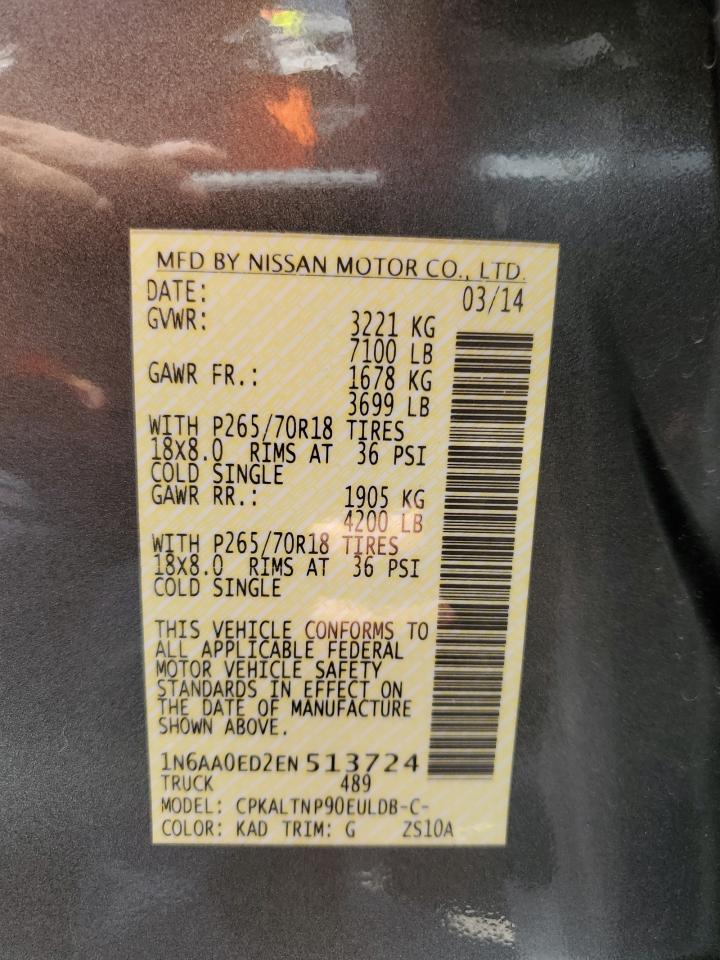 MFD BY NISSAN MOTOR CO., LTD.
DATE: 03/14
GVWR: 3221 KG
7100 LB
GAWR FR.: 1678 KG
3699 LB
WITH P265/70R18 TIRES
18X8.0 RIMS AT 36 PSI
COLD SINGLE
GAWR RR.: 1905 KG
4200 LB
WITH P265/70R18 TIRES
18X8.0 RIMS AT 36 PSI
COLD SINGLE
THIS VEHICLE CONFORMS TO
ALL APPLICABLE FEDERAL
MOTOR VEHICLE SAFETY
STANDARDS IN EFFECT ON
THE DATE OF MANUFACTURE
SHOWN ABOVE.
1N6AA0ED2EN513724
TRUCK 489
MODEL: CPKALTNP90EULDB-C-
COLOR: KAD TRIM: G ZS10A